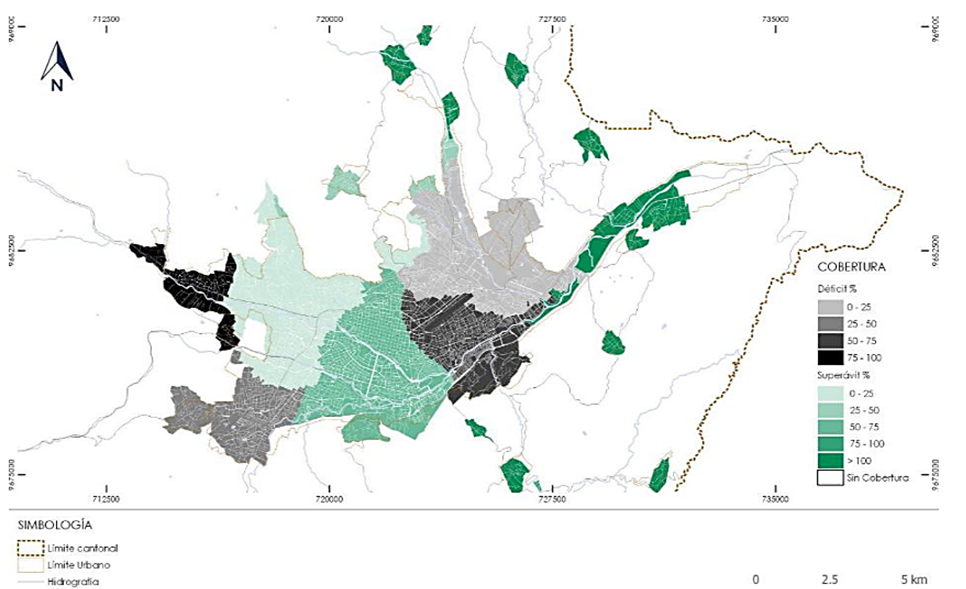 712500 720000 727500 735000
969000 969000
N
9682500 9682500
COBERTURA
Déficit %
0 - 25
25 - 50
50 - 75
75 - 100
Superávit %
0 - 25
25 - 50
50 - 75
75 - 100
> 100
Sin Cobertura
9675000 9675000
712500 720000 727500 735000
SIMBOLOGÍA
Límite cantonal
Límite Urbano
Hidrografía
0 2.5 5 km